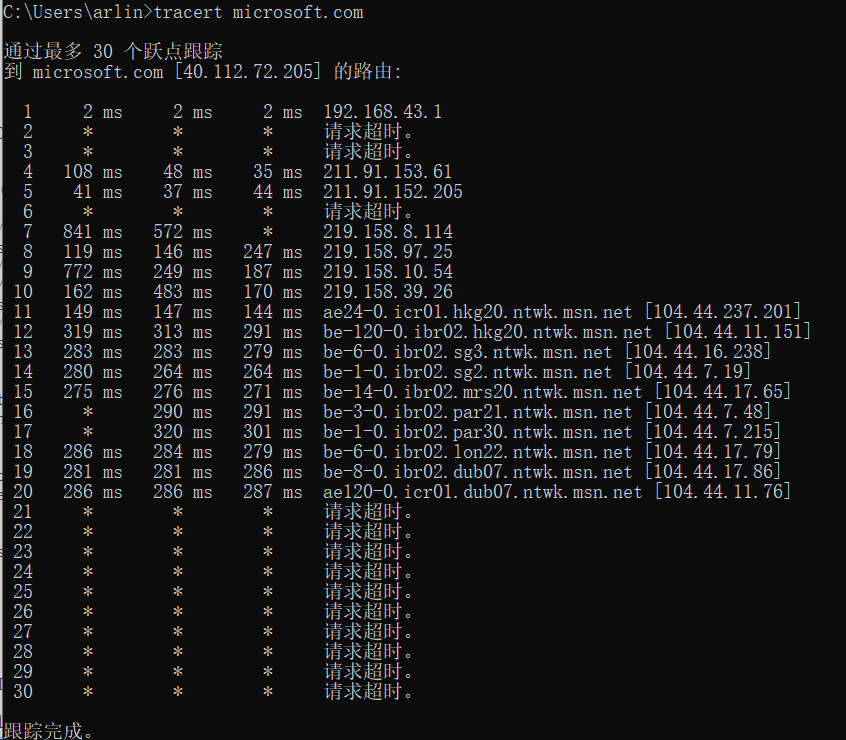 C:\Users\arlin>tracert microsoft.com
通过最多 30 个跃点跟踪
到 microsoft.com [40.112.72.205] 的路由:
1 2 ms 2 ms 2 ms 192.168.43.1
2 * * * 请求超时。
3 * * * 请求超时。
4 108 ms 48 ms 35 ms 211.91.153.61
5 41 ms 37 ms 44 ms 211.91.152.205
6 * * * 请求超时。
7 841 ms 572 ms * 219.158.8.114
8 119 ms 146 ms 247 ms 219.158.97.25
9 772 ms 249 ms 187 ms 219.158.10.54
10 162 ms 483 ms 170 ms 219.158.39.26
11 149 ms 147 ms 144 ms ae24-0.icr01.hkg20.ntwk.msn.net [104.44.237.201]
12 319 ms 313 ms 291 ms be-120-0.ibr02.hkg20.ntwk.msn.net [104.44.11.151]
13 283 ms 283 ms 279 ms be-6-0.ibr02.sg3.ntwk.msn.net [104.44.16.238]
14 280 ms 264 ms 264 ms be-1-0.ibr02.sg2.ntwk.msn.net [104.44.7.19]
15 275 ms 276 ms 271 ms be-14-0.ibr02.mrs20.ntwk.msn.net [104.44.17.65]
16 * 290 ms 291 ms be-3-0.ibr02.par21.ntwk.msn.net [104.44.7.48]
17 * 320 ms 301 ms be-1-0.ibr02.par30.ntwk.msn.net [104.44.7.215]
18 286 ms 284 ms 279 ms be-6-0.ibr02.lon22.ntwk.msn.net [104.44.17.79]
19 281 ms 281 ms 286 ms be-8-0.ibr02.dub07.ntwk.msn.net [104.44.17.86]
20 286 ms 286 ms 287 ms ae120-0.icr01.dub07.ntwk.msn.net [104.44.11.76]
21 * * * 请求超时。
22 * * * 请求超时。
23 * * * 请求超时。
24 * * * 请求超时。
25 * * * 请求超时。
26 * * * 请求超时。
27 * * * 请求超时。
28 * * * 请求超时。
29 * * * 请求超时。
30 * * * 请求超时。
跟踪完成。